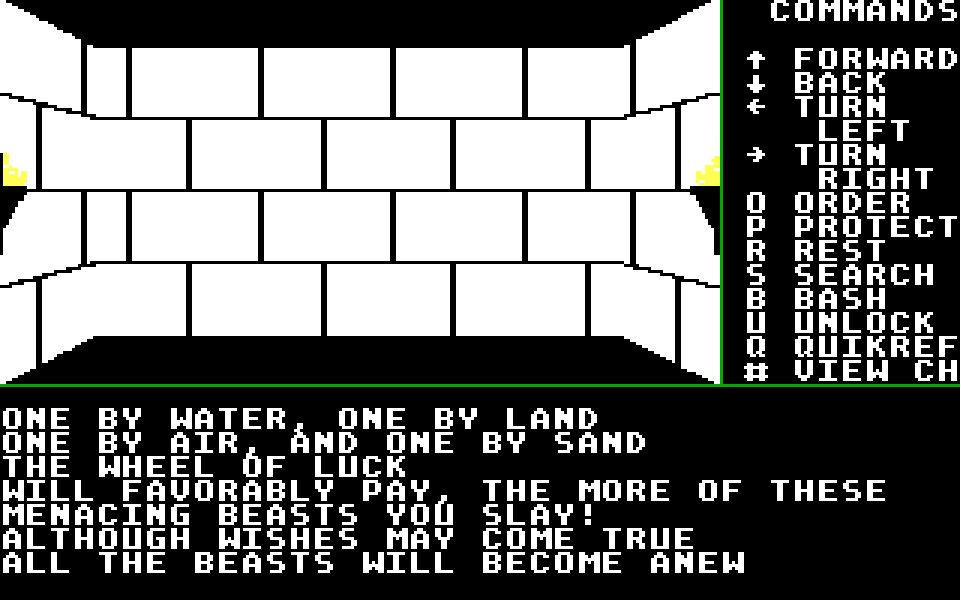 COMMANDS
↑ FORWARD
↓ BACK
← TURN
LEFT
→ TURN
RIGHT
O ORDER
P PROTECT
R REST
S SEARCH
B BASH
U UNLOCK
Q QUIKREF
# VIEW CH
ONE BY WATER, ONE BY LAND
ONE BY AIR, AND ONE BY SAND
THE WHEEL OF LUCK
WILL FAVORABLY PAY, THE MORE OF THESE
MENACING BEASTS YOU SLAY!
ALTHOUGH WISHES MAY COME TRUE
ALL THE BEASTS WILL BECOME ANEW